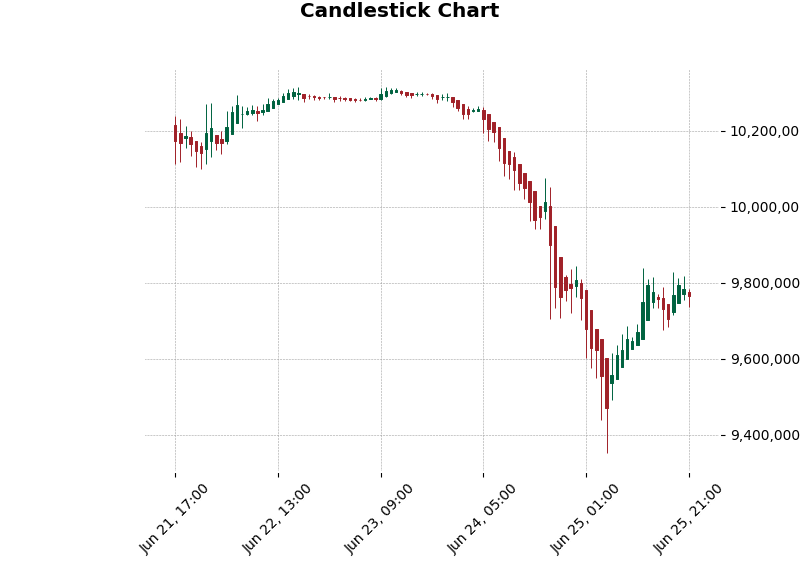 Candlestick Chart
10,200,00
10,000,00
9,800,000
9,600,000
9,400,000
Jun 21, 17:00
Jun 22, 13:00
Jun 23, 09:00
Jun 24, 05:00
Jun 25, 01:00
Jun 25, 21:00